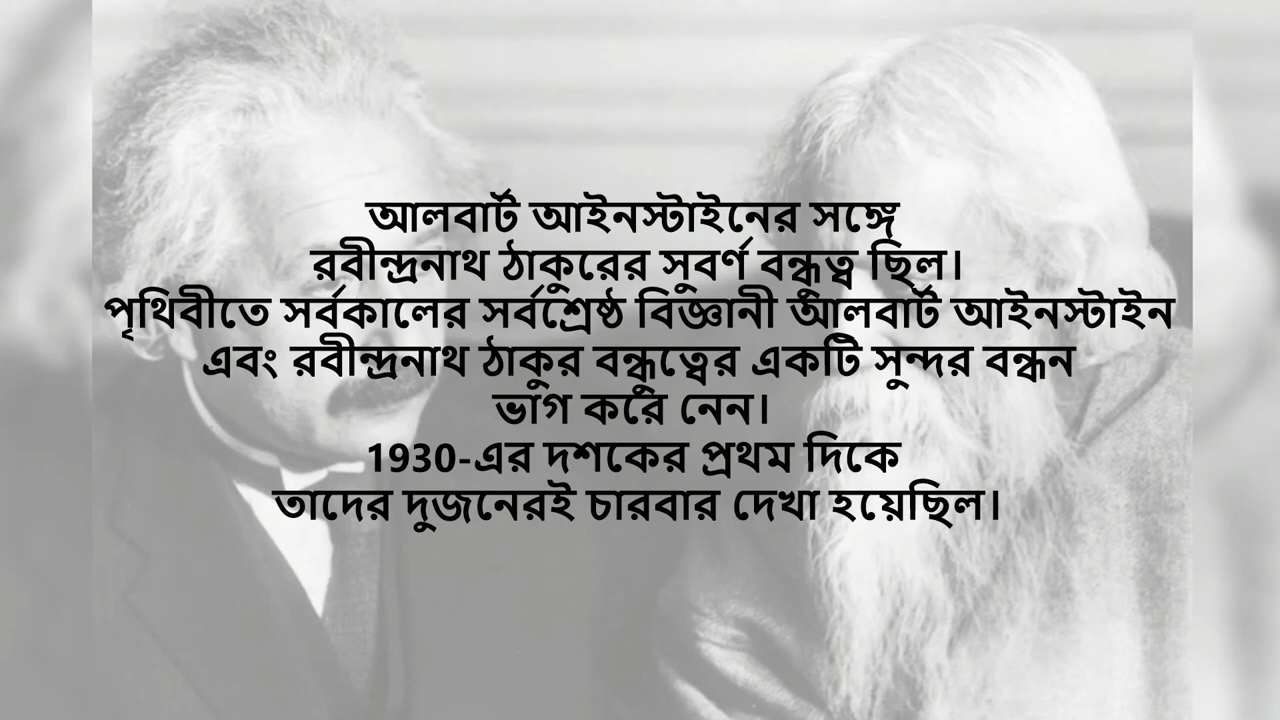 আলবার্ট আইনস্টাইনের সঙ্গে
রবীন্দ্রনাথ ঠাকুরের সুবর্ণ বন্ধুত্ব ছিল।
পৃথিবীতে সর্বকালের সর্বশ্রেষ্ঠ বিজ্ঞানী আলবার্ট আইনস্টাইন
এবং রবীন্দ্রনাথ ঠাকুর বন্ধুত্বের একটি সুন্দর বন্ধন
ভাগ করে নেন।
1930-এর দশকের প্রথম দিকে
তাদের দুজনেরই চারবার দেখা হয়েছিল।